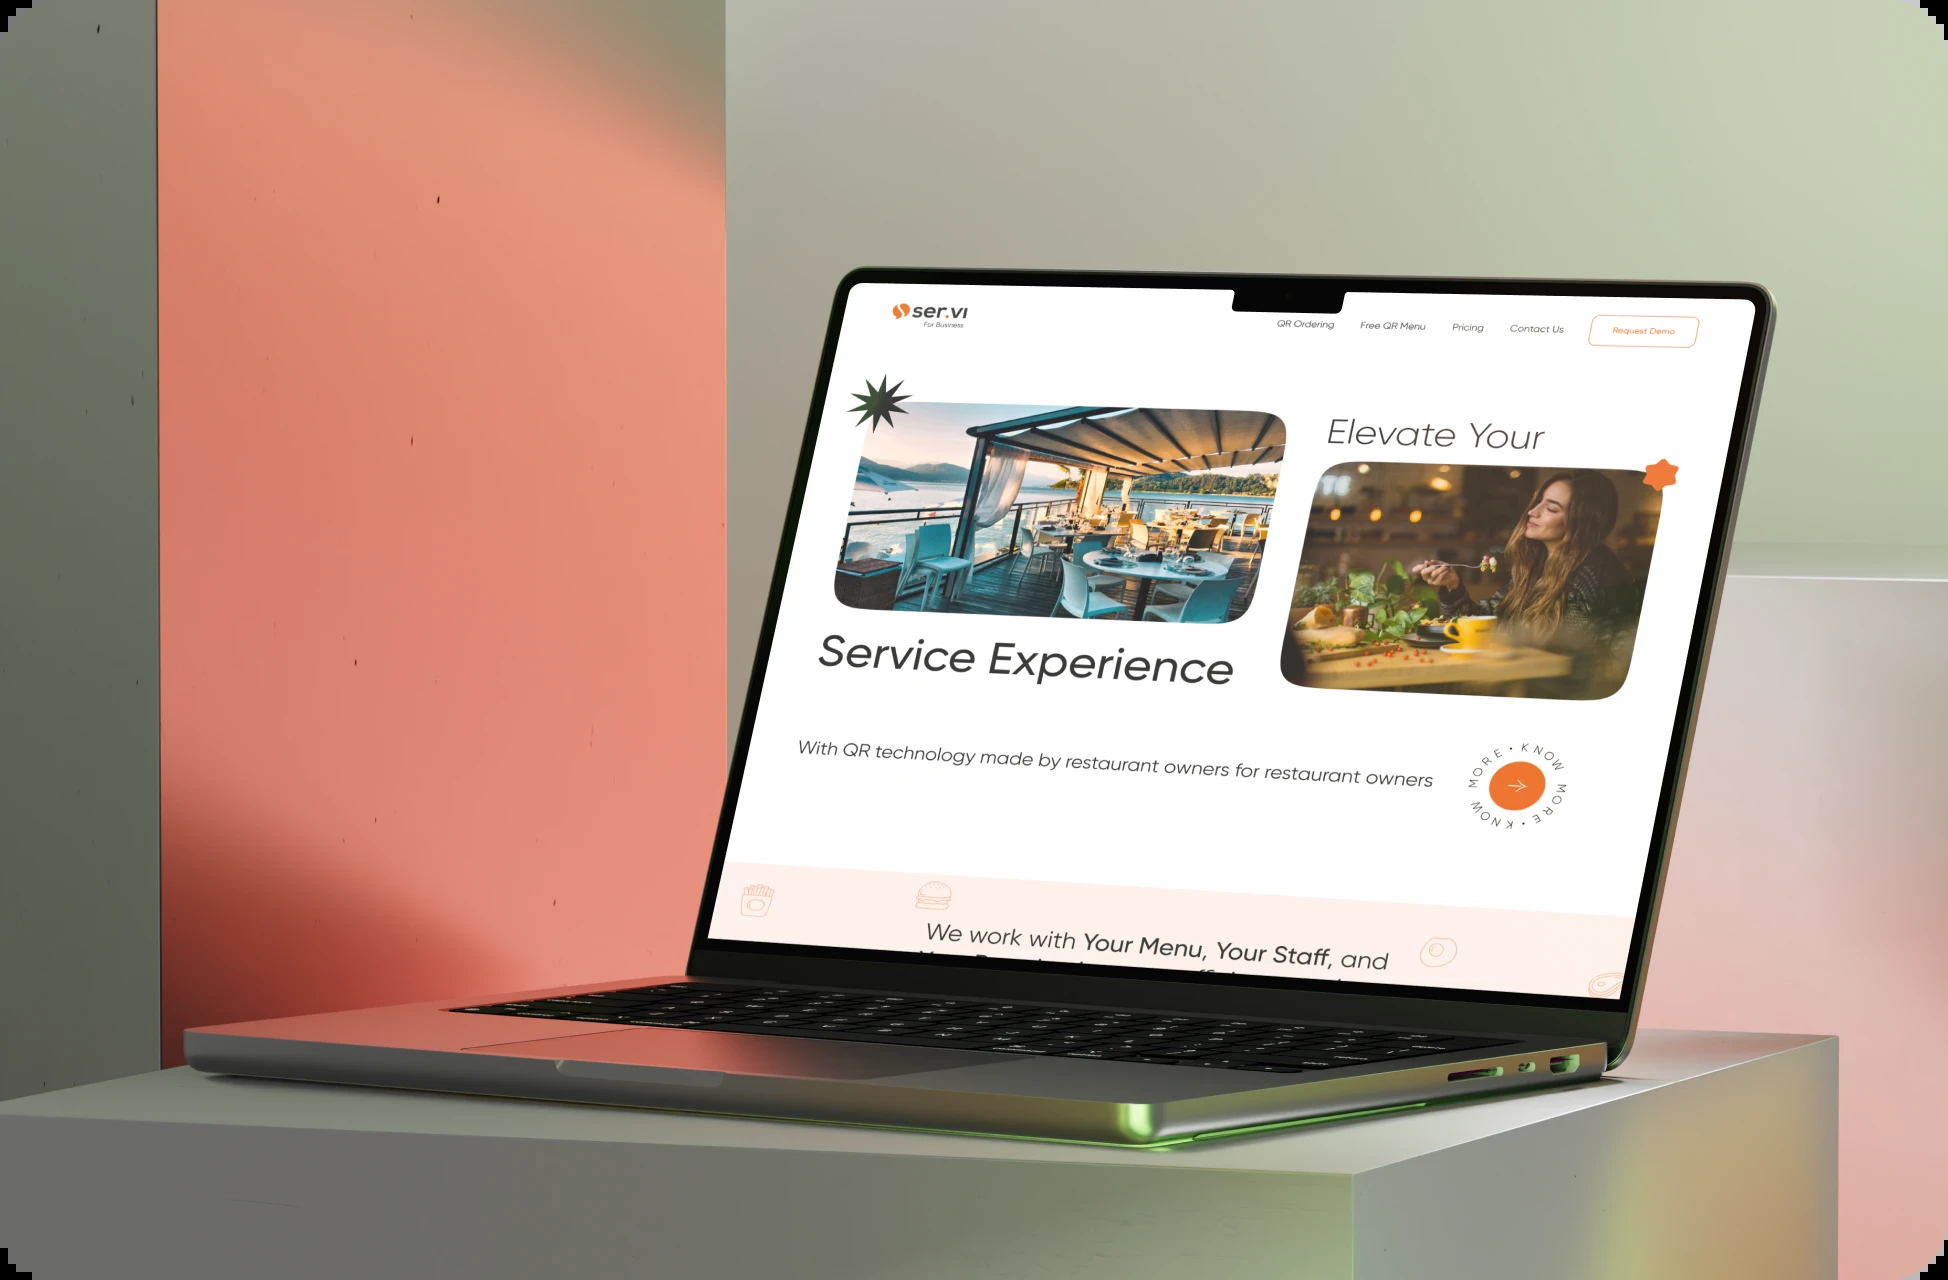 ser.vi
For Business
QR Ordering
Free QR Menu
Pricing
Contact Us
Request Demo
Elevate Your
Service Experience
With QR technology made by restaurant owners for restaurant owners
KNOW MORE • KNOW MORE •
We work with Your Menu, Your Staff, and